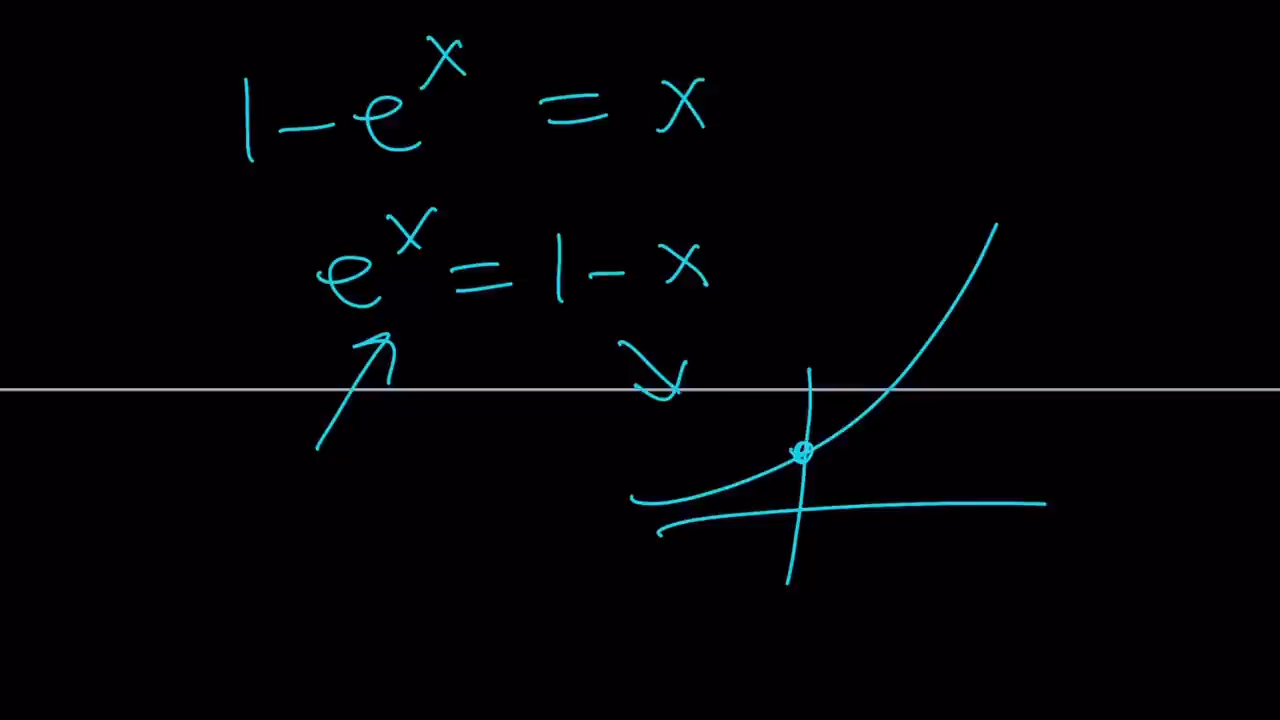 1 - e^x = x
e^x = 1 - x